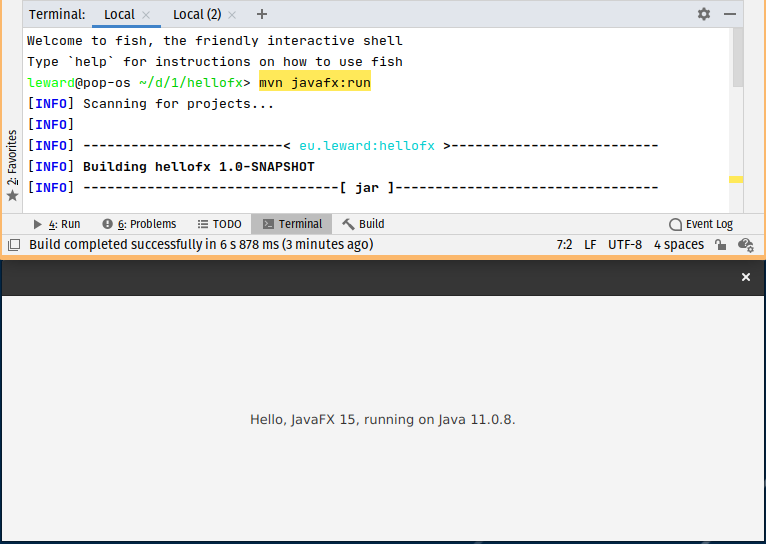 Terminal: Local × Local (2) × +
Welcome to fish, the friendly interactive shell
Type `help` for instructions on how to use fish
leward@pop-os ~/d/1/hellofx> mvn javafx:run
[INFO] Scanning for projects...
[INFO]
[INFO] -------------------------< eu.leward:hellofx >--------------------------
[INFO] Building hellofx 1.0-SNAPSHOT
[INFO] --------------------------------[ jar ]---------------------------------
2: Favorites
4: Run 6: Problems TODO Terminal Build Event Log
Build completed successfully in 6 s 878 ms (3 minutes ago) 7:2 LF UTF-8 4 spaces
Hello, JavaFX 15, running on Java 11.0.8.